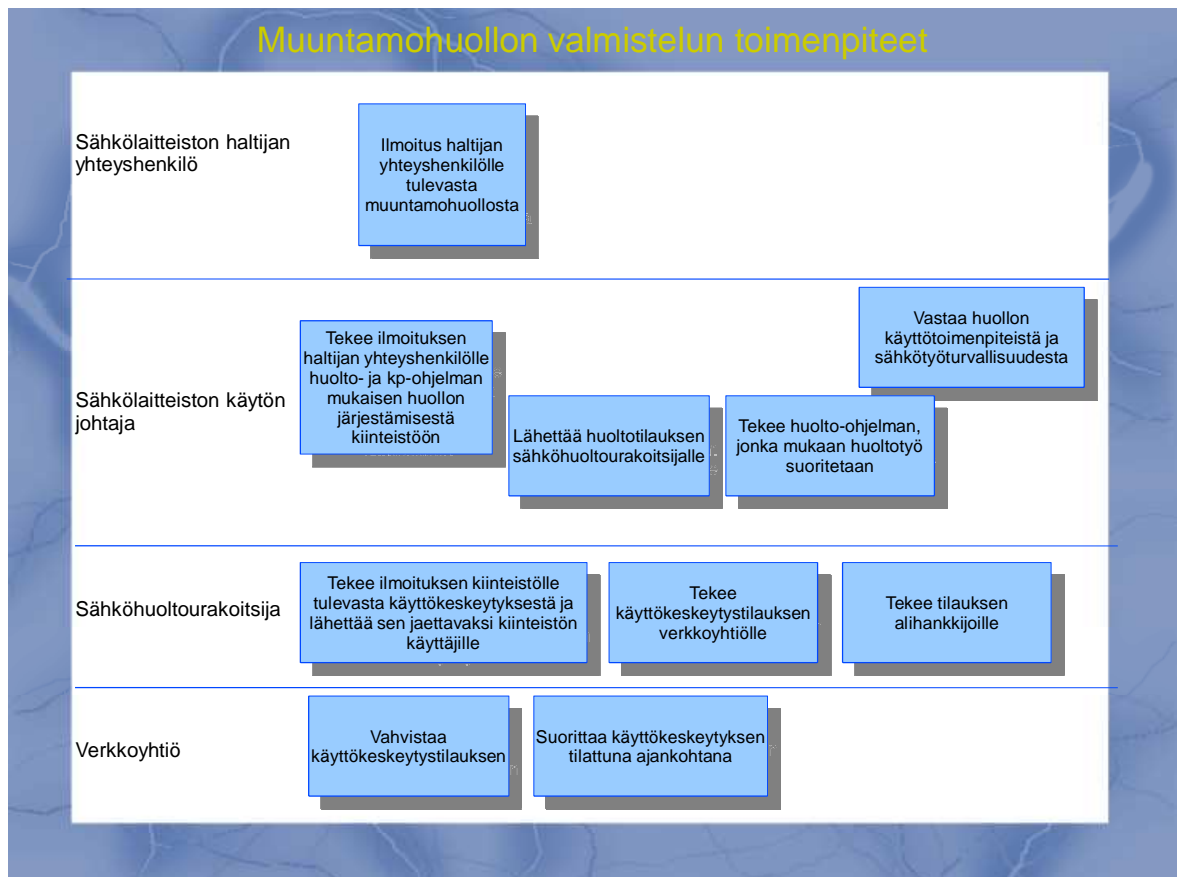 Muuntamohuollon valmistelun toimenpiteet
Sähkölaitteiston haltijan
yhteyshenkilö
Ilmoitus haltijan
yhteyshenkilölle
tulevasta
muuntamohuollosta
Sähkölaitteiston käytön
johtaja
Tekee ilmoituksen
haltijan yhteyshenkilölle
huolto- ja kp-ohjelman
mukaisen huollon
järjestämisestä
kiinteistöön
Lähettää huoltotilauksen
sähköhuoltourakoitsijalle
Tekee huolto-ohjelman,
jonka mukaan huoltotyö
suoritetaan
Vastaa huollon
käyttötoimenpiteistä ja
sähkötyöturvallisuudesta
Sähköhuoltourakoitsija
Tekee ilmoituksen kiinteistölle
tulevasta käyttökeskeytyksestä ja
lähettää sen jaettavaksi kiinteistön
käyttäjille
Tekee
käyttökeskeytystilauksen
verkkoyhtiölle
Tekee tilauksen
alihankkijoille
Verkkoyhtiö
Vahvistaa
käyttökeskeytystilauksen
Suorittaa käyttökeskeytyksen
tilattuna ajankohtana